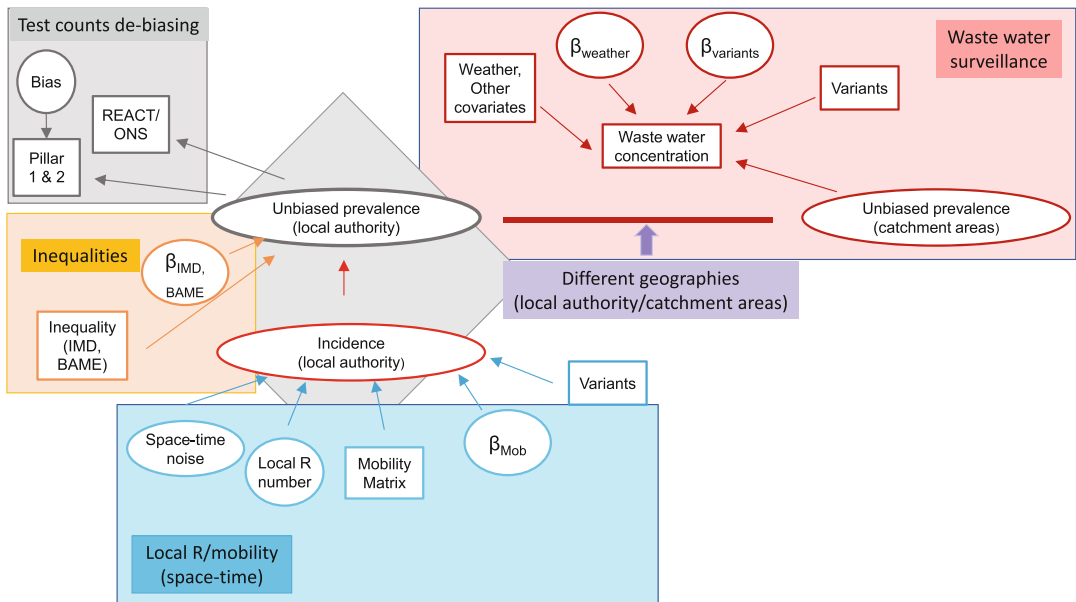 Test counts de-biasing
Bias
REACT/
ONS
Pillar
1 & 2
Waste water
surveillance
βweather
βvariants
Weather,
Other
covariates
Variants
Waste water
concentration
Unbiased prevalence
(local authority)
Unbiased prevalence
(catchment areas)
Inequalities
βIMD,
BAME
Inequality
(IMD,
BAME)
Different geographies
(local authority/catchment areas)
Incidence
(local authority)
Variants
Space-time
noise
Local R
number
Mobility
Matrix
βMob
Local R/mobility
(space-time)